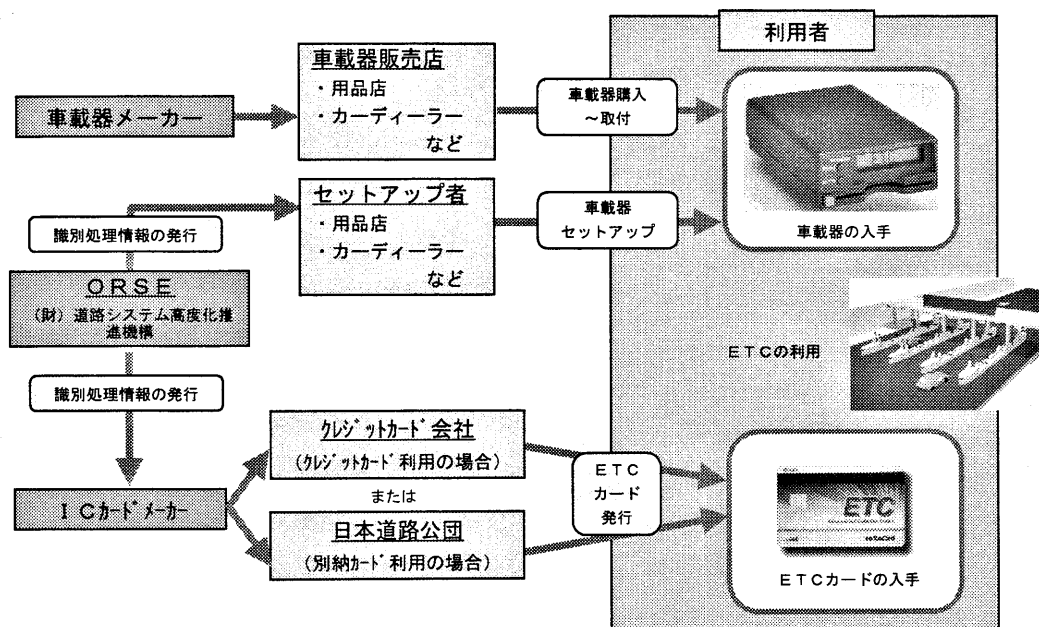 利用者
車載器販売店
・用品店
・カーディーラー
など
車載器メーカー
車載器購入
～取付
車載器の入手
セットアップ者
・用品店
・カーディーラー
など
車載器
セットアップ
識別処理情報の発行
ORSE
(財)道路システム高度化推
進機構
識別処理情報の発行
ETCの利用
ICｶｰﾄﾞﾒｰｶｰ
ｸﾚｼﾞｯﾄｶｰﾄﾞ会社
(ｸﾚｼﾞｯﾄｶｰﾄﾞ利用の場合)
または
日本道路公団
(別納ｶｰﾄﾞ利用の場合)
ETC
カード
発行
ETC
ETCカードの入手